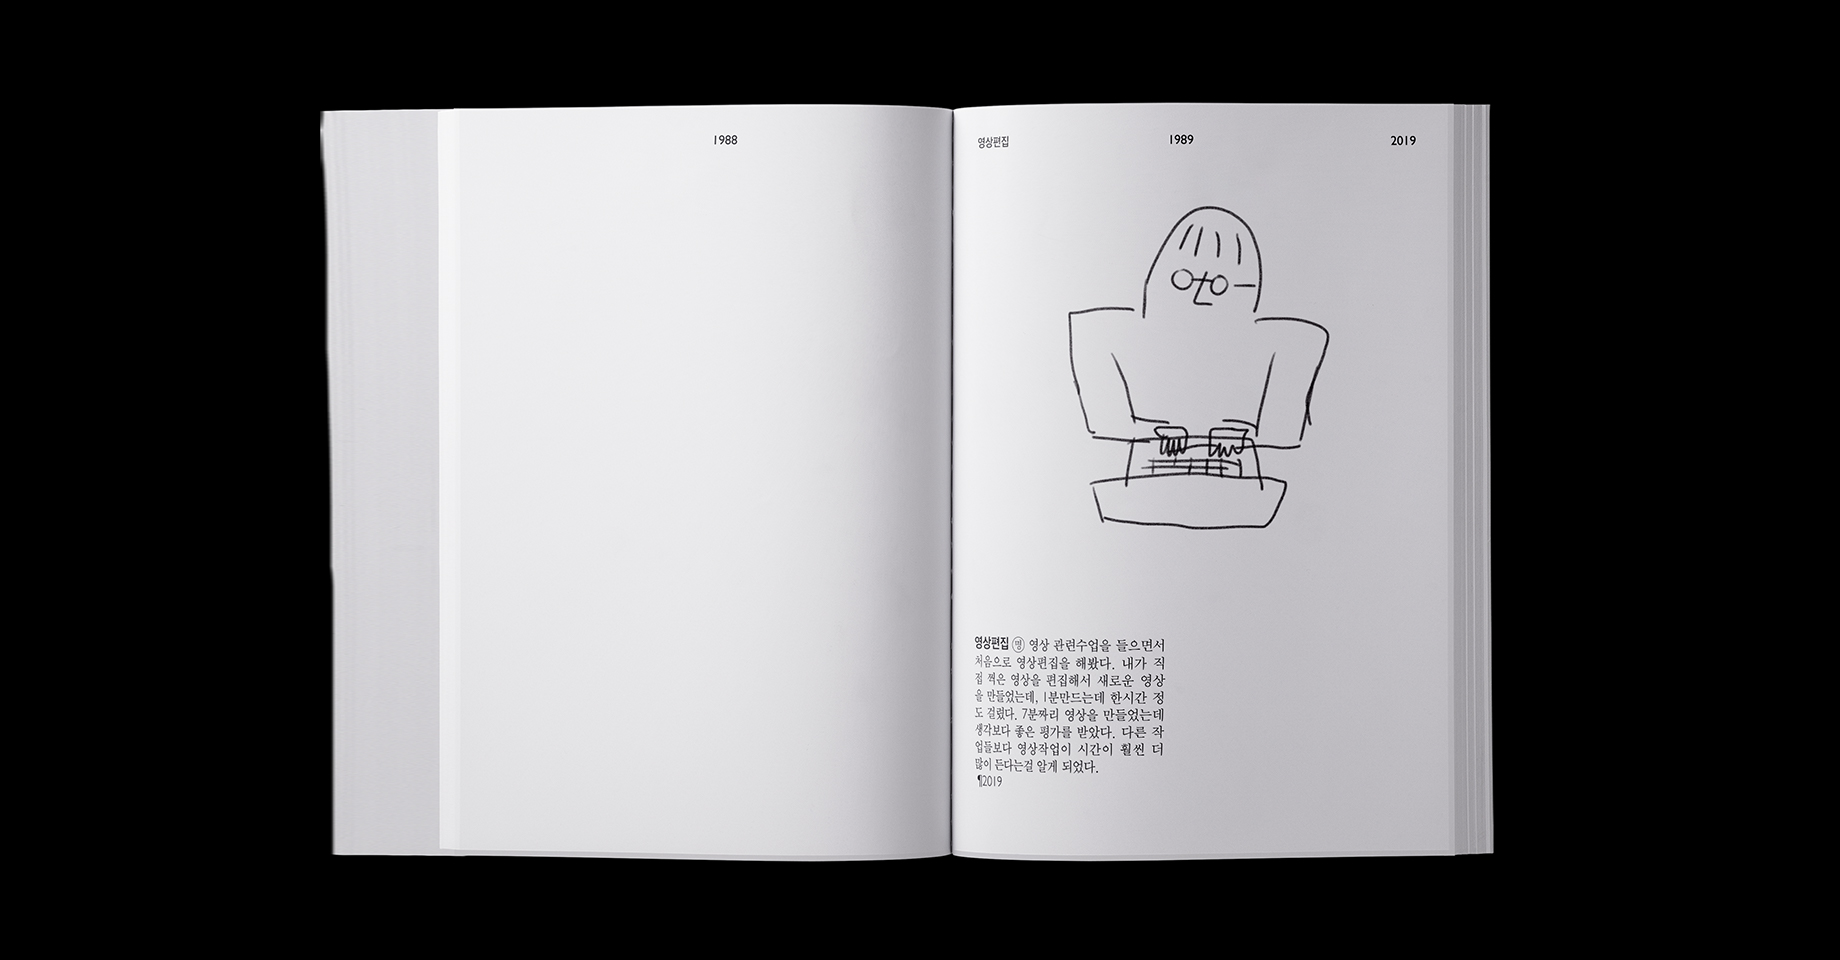 1988
영상편집 1989 2019
영상편집 명 영상 관련수업을 들으면서
처음으로 영상편집을 해봤다. 내가 직
접 찍은 영상을 편집해서 새로운 영상
을 만들었는데, 1분만드는데 한시간 정
도 걸렸다. 7분짜리 영상을 만들었는데
생각보다 좋은 평가를 받았다. 다른 작
업들보다 영상작업이 시간이 훨씬 더
많이 든다는걸 알게 되었다.
¶2019